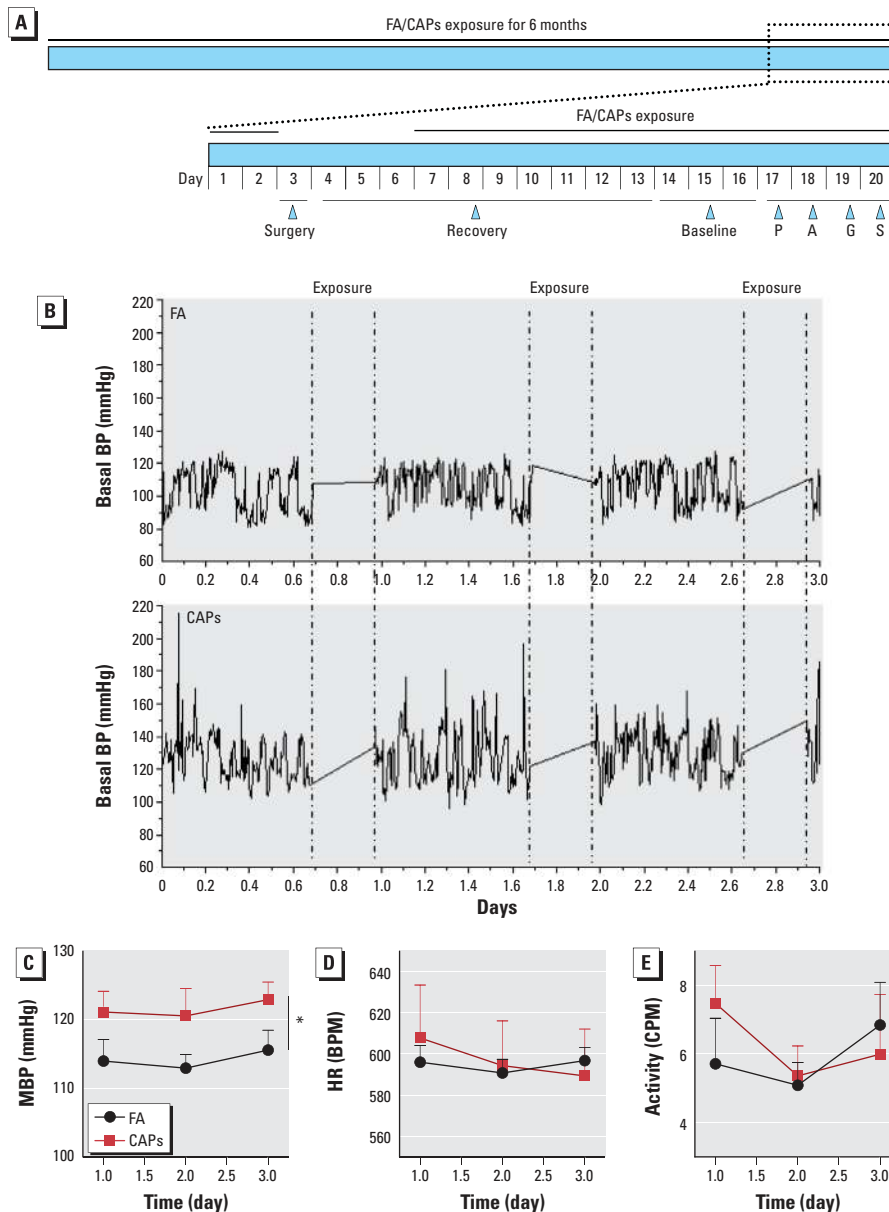 A
FA/CAPs exposure for 6 months
FA/CAPs exposure
Day 1 2 3 4 5 6 7 8 9 10 11 12 13 14 15 16 17 18 19 20
Surgery Recovery Baseline P A G S
B
Exposure Exposure Exposure
FA
Basal BP (mmHg)
220
200
180
160
140
120
100
80
60
0 0.2 0.4 0.6 0.8 1.0 1.2 1.4 1.6 1.8 2.0 2.2 2.4 2.6 2.8 3.0
CAPs
Basal BP (mmHg)
220
200
180
160
140
120
100
80
60
0 0.2 0.4 0.6 0.8 1.0 1.2 1.4 1.6 1.8 2.0 2.2 2.4 2.6 2.8 3.0
Days
C
MBP (mmHg)
130
120
110
100
*
FA
CAPs
1.0 1.5 2.0 2.5 3.0
Time (day)
D
HR (BPM)
640
620
600
580
560
1.0 1.5 2.0 2.5 3.0
Time (day)
E
Activity (CPM)
8
6
4
1.0 1.5 2.0 2.5 3.0
Time (day)